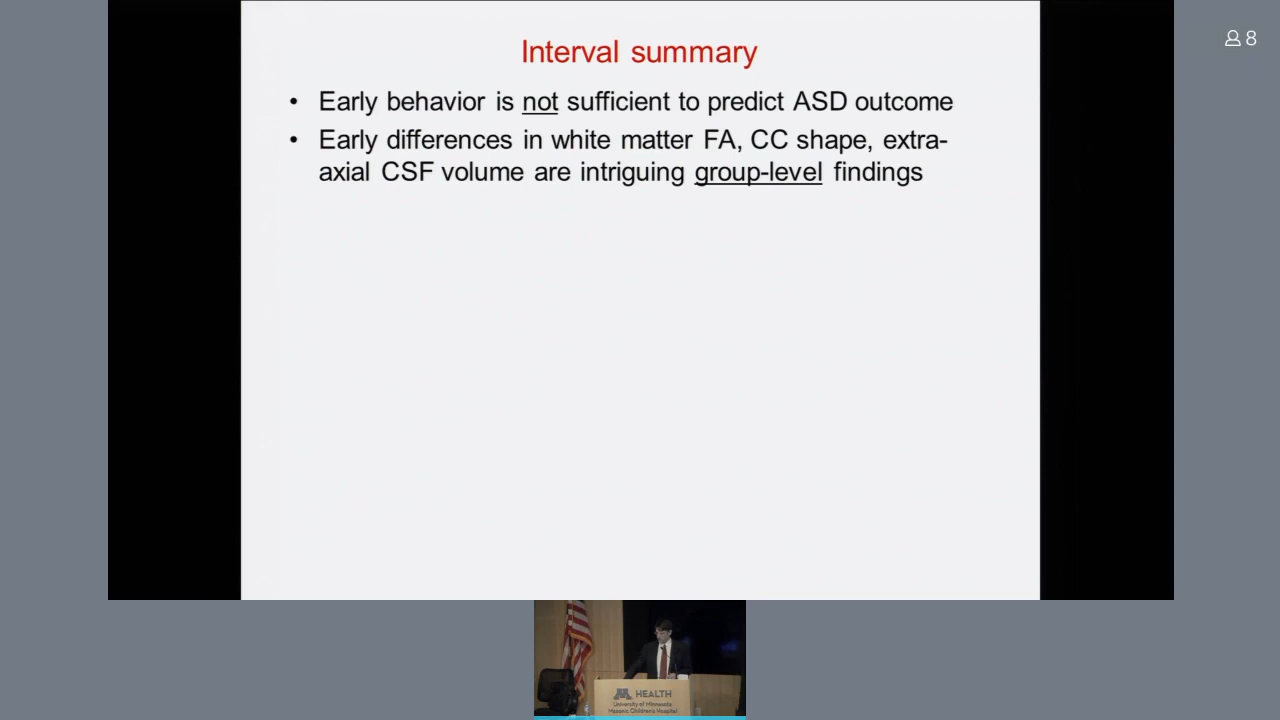 Interval summary
• Early behavior is not sufficient to predict ASD outcome
• Early differences in white matter FA, CC shape, extra-
axial CSF volume are intriguing group-level findings
8
HEALTH
University of Minnesota
Masonic Children's Hospital